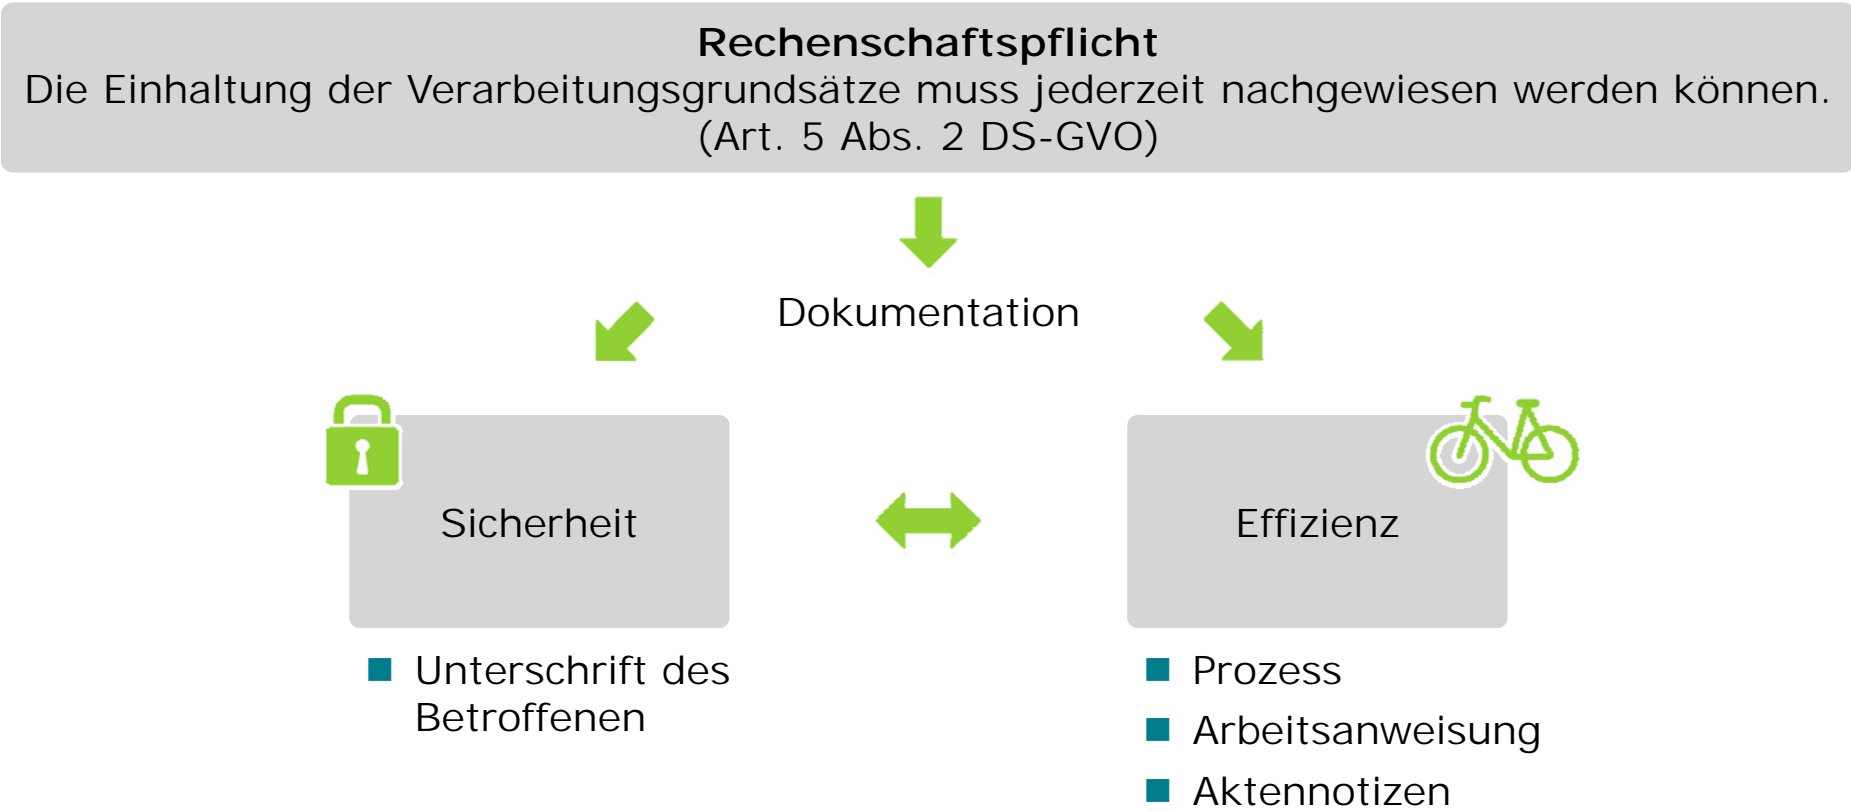 Rechenschaftspflicht
Die Einhaltung der Verarbeitungsgrundsätze muss jederzeit nachgewiesen werden können.
(Art. 5 Abs. 2 DS-GVO)
Dokumentation
Sicherheit
Effizienz
Unterschrift des
Betroffenen
Prozess
Arbeitsanweisung
Aktennotizen